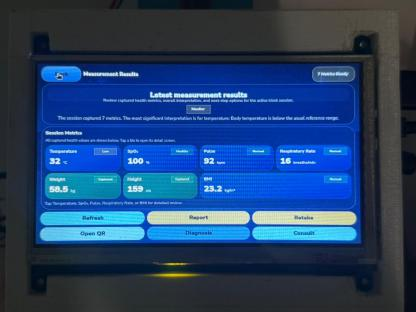 Back
Measurement Results
7 Metrics Ready
Latest measurement results
Review captured health metrics, overall interpretation, and next-step options for the active kiosk session.
The session captured 7 metrics. The most significant interpretation is for temperature: Body temperature is below the usual reference range.
Session Metrics
All captured health values are shown below. Tap a tile to open its detail screen.
Temperature
Low
32 °C
SpO₂
Healthy
100 %
Pulse
Normal
92 bpm
Respiratory Rate
Normal
16 breaths/min
Weight
Captured
58.5 kg
Height
Captured
159 cm
BMI
Normal
23.2 kg/m²
Tap Temperature, SpO₂, Pulse, Respiratory Rate, or BMI for detailed review.
Refresh
Report
Retake
Open QR
Diagnosis
Consult